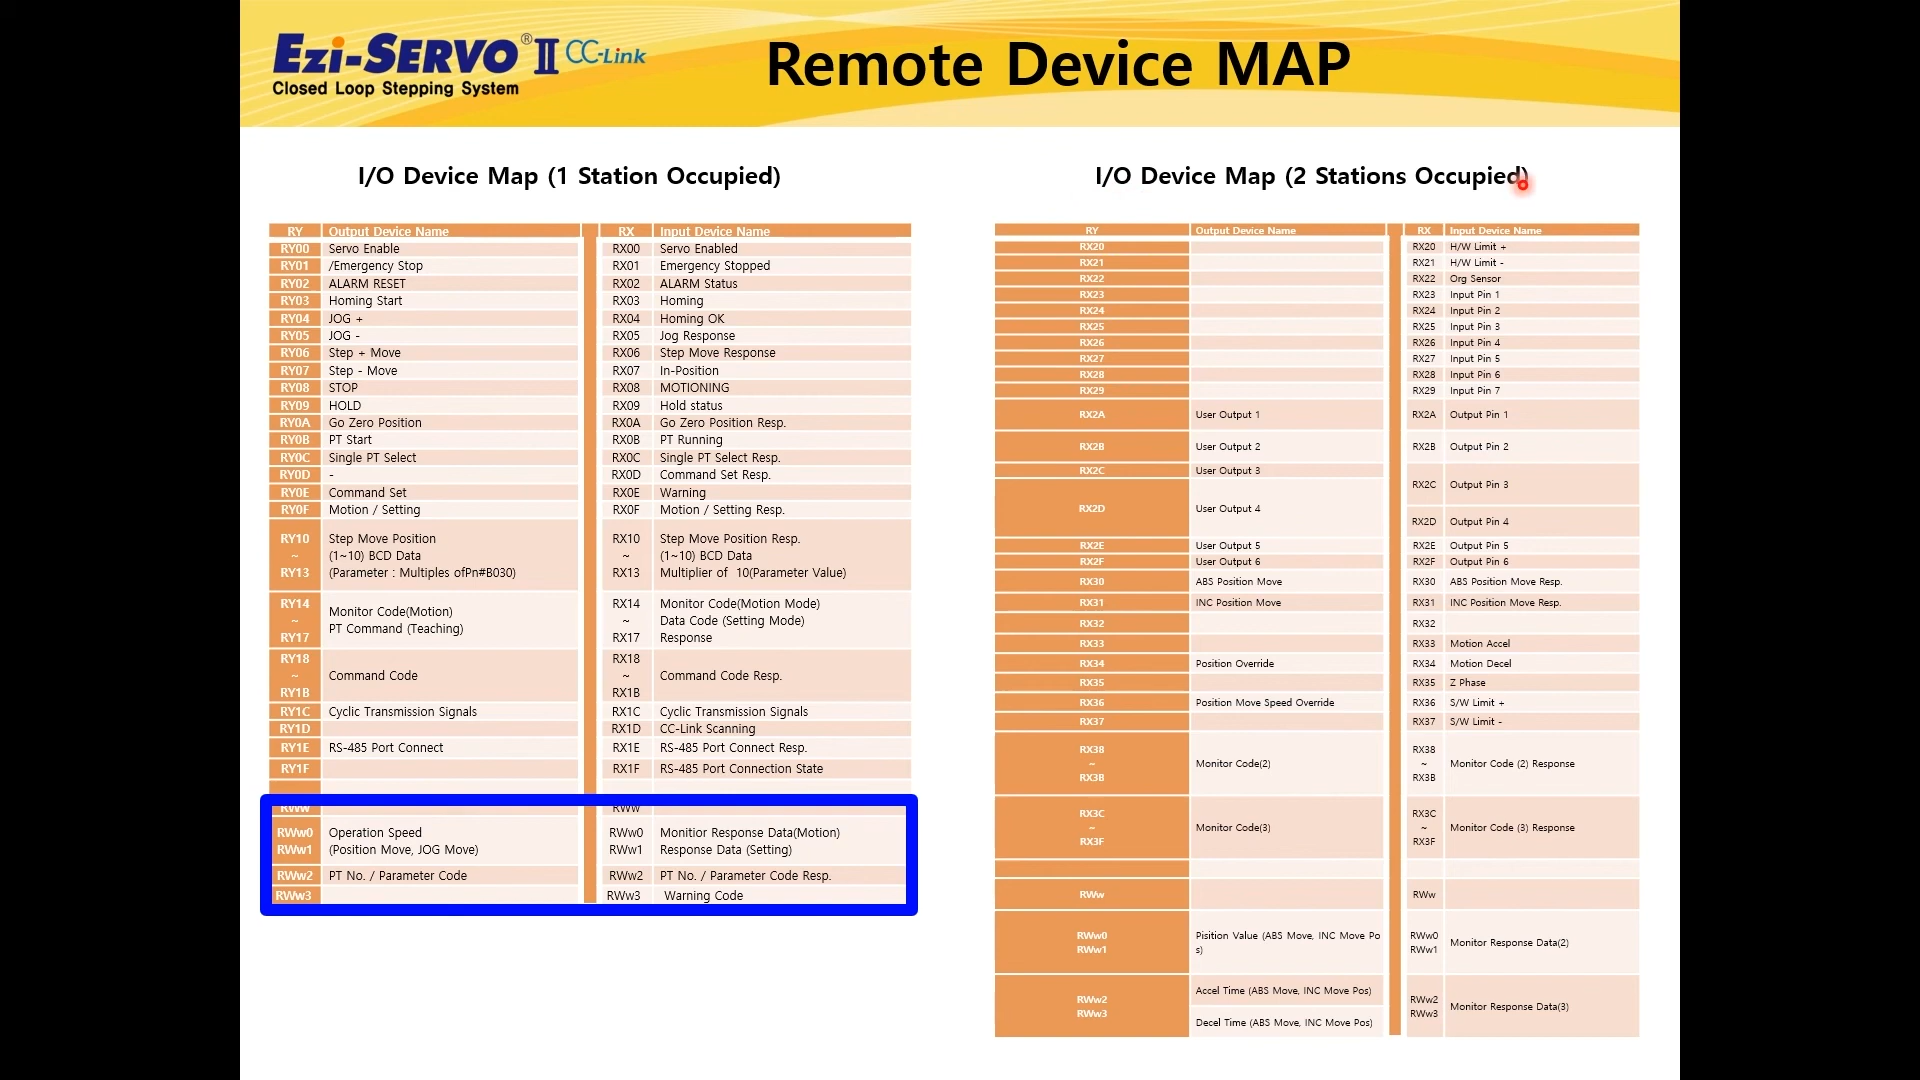 Ezi-SERVO® II CC-Link
Closed Loop Stepping System
Remote Device MAP
I/O Device Map (1 Station Occupied)
RY Output Device Name RX Input Device Name
RY00 Servo Enable RX00 Servo Enabled
RY01 /Emergency Stop RX01 Emergency Stopped
RY02 ALARM RESET RX02 ALARM Status
RY03 Homing Start RX03 Homing
RY04 JOG + RX04 Homing OK
RY05 JOG - RX05 Jog Response
RY06 Step + Move RX06 Step Move Response
RY07 Step - Move RX07 In-Position
RY08 STOP RX08 MOTIONING
RY09 HOLD RX09 Hold status
RY0A Go Zero Position RX0A Go Zero Position Resp.
RY0B PT Start RX0B PT Running
RY0C Single PT Select RX0C Single PT Select Resp.
RY0D - RX0D Command Set Resp.
RY0E Command Set RX0E Warning
RY0F Motion / Setting RX0F Motion / Setting Resp.
RY10 Step Move Position RX10 Step Move Position Resp.
~ (1~10) BCD Data ~ (1~10) BCD Data
RY13 (Parameter : Multiples ofPn#B030) RX13 Multiplier of 10(Parameter Value)
RY14 Monitor Code(Motion) RX14 Monitor Code(Motion Mode)
~ PT Command (Teaching) ~ Data Code (Setting Mode)
RY17 RX17 Response
RY18 RX18
~ Command Code ~ Command Code Resp.
RY1B RX1B
RY1C Cyclic Transmission Signals RX1C Cyclic Transmission Signals
RY1D RX1D CC-Link Scanning
RY1E RS-485 Port Connect RX1E RS-485 Port Connect Resp.
RY1F RX1F RS-485 Port Connection State
RWw RWw
RWw0 Operation Speed RWw0 Monitior Response Data(Motion)
RWw1 (Position Move, JOG Move) RWw1 Response Data (Setting)
RWw2 PT No. / Parameter Code RWw2 PT No. / Parameter Code Resp.
RWw3 RWw3 Warning Code
I/O Device Map (2 Stations Occupied)
RY Output Device Name RX Input Device Name
RX20 RX20 H/W Limit +
RX21 RX21 H/W Limit -
RX22 RX22 Org Sensor
RX23 RX23 Input Pin 1
RX24 RX24 Input Pin 2
RX25 RX25 Input Pin 3
RX26 RX26 Input Pin 4
RX27 RX27 Input Pin 5
RX28 RX28 Input Pin 6
RX29 RX29 Input Pin 7
RX2A User Output 1 RX2A Output Pin 1
RX2B User Output 2 RX2B Output Pin 2
RX2C User Output 3 RX2C Output Pin 3
RX2D User Output 4 RX2D Output Pin 4
RX2E User Output 5 RX2E Output Pin 5
RX2F User Output 6 RX2F Output Pin 6
RX30 ABS Position Move RX30 ABS Position Move Resp.
RX31 INC Position Move RX31 INC Position Move Resp.
RX32 RX32
RX33 RX33 Motion Accel
RX34 Position Override RX34 Motion Decel
RX35 RX35 Z Phase
RX36 Position Move Speed Override RX36 S/W Limit +
RX37 RX37 S/W Limit -
RX38 RX38
~ Monitor Code(2) ~ Monitor Code (2) Response
RX3B RX3B
RX3C RX3C
~ Monitor Code(3) ~ Monitor Code (3) Response
RX3F RX3F
RWw RWw
RWw0 Pisition Value (ABS Move, INC Move Po RWw0 Monitor Response Data(2)
RWw1 s) RWw1
RWw2 Accel Time (ABS Move, INC Move Pos) RWw2 Monitor Response Data(3)
RWw3 Decel Time (ABS Move, INC Move Pos) RWw3